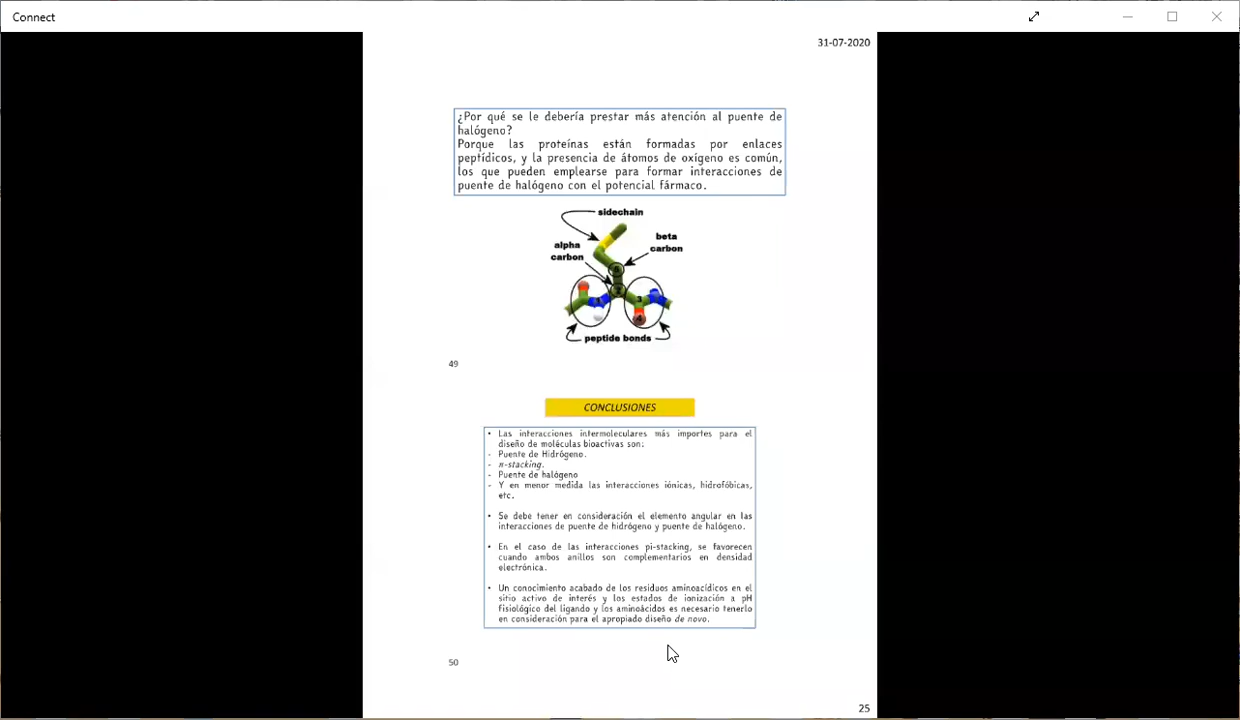 Connect
31-07-2020
¿Por qué se le debería prestar más atención al puente de
halógeno?
Porque las proteínas están formadas por enlaces
peptídicos, y la presencia de átomos de oxígeno es común,
los que pueden emplearse para formar interacciones de
puente de halógeno con el potencial fármaco.
sidechain
beta
carbon
alpha
carbon
5
2
1
3
4
peptide bonds
49
CONCLUSIONES
• Las interacciones intermoleculares más importes para el
diseño de moléculas bioactivas son:
- Puente de Hidrógeno.
- π-stacking.
- Puente de halógeno
- Y en menor medida las interacciones iónicas, hidrofóbicas,
etc.
• Se debe tener en consideración el elemento angular en las
interacciones de puente de hidrógeno y puente de halógeno.
• En el caso de las interacciones pi-stacking, se favorecen
cuando ambos anillos son complementarios en densidad
electrónica.
• Un conocimiento acabado de los residuos aminoacídicos en el
sitio activo de interés y los estados de ionización a pH
fisiológico del ligando y los aminoácidos es necesario tenerlo
en consideración para el apropiado diseño de novo.
50
25